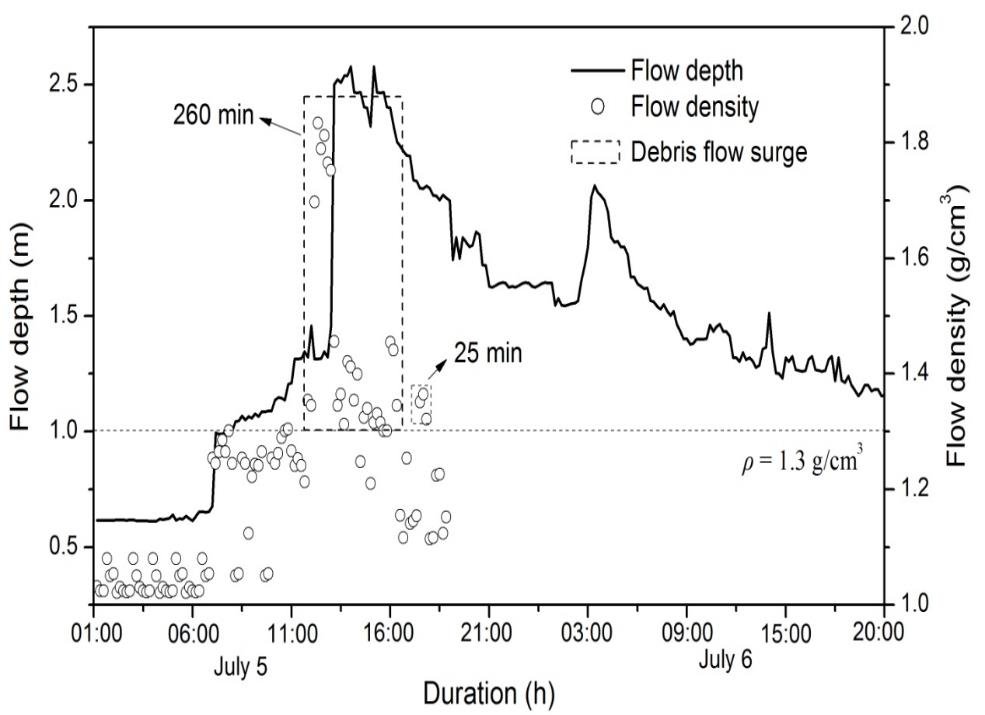 Flow depth (m)
2.5
2.0
1.5
1.0
0.5
260 min
25 min
Flow depth
Flow density
Debris flow surge
ρ = 1.3 g/cm³
2.0
1.8
1.6
1.4
1.2
1.0
Flow density (g/cm³)
01:00 06:00 11:00 16:00 21:00 03:00 09:00 15:00 20:00
July 5 July 6
Duration (h)